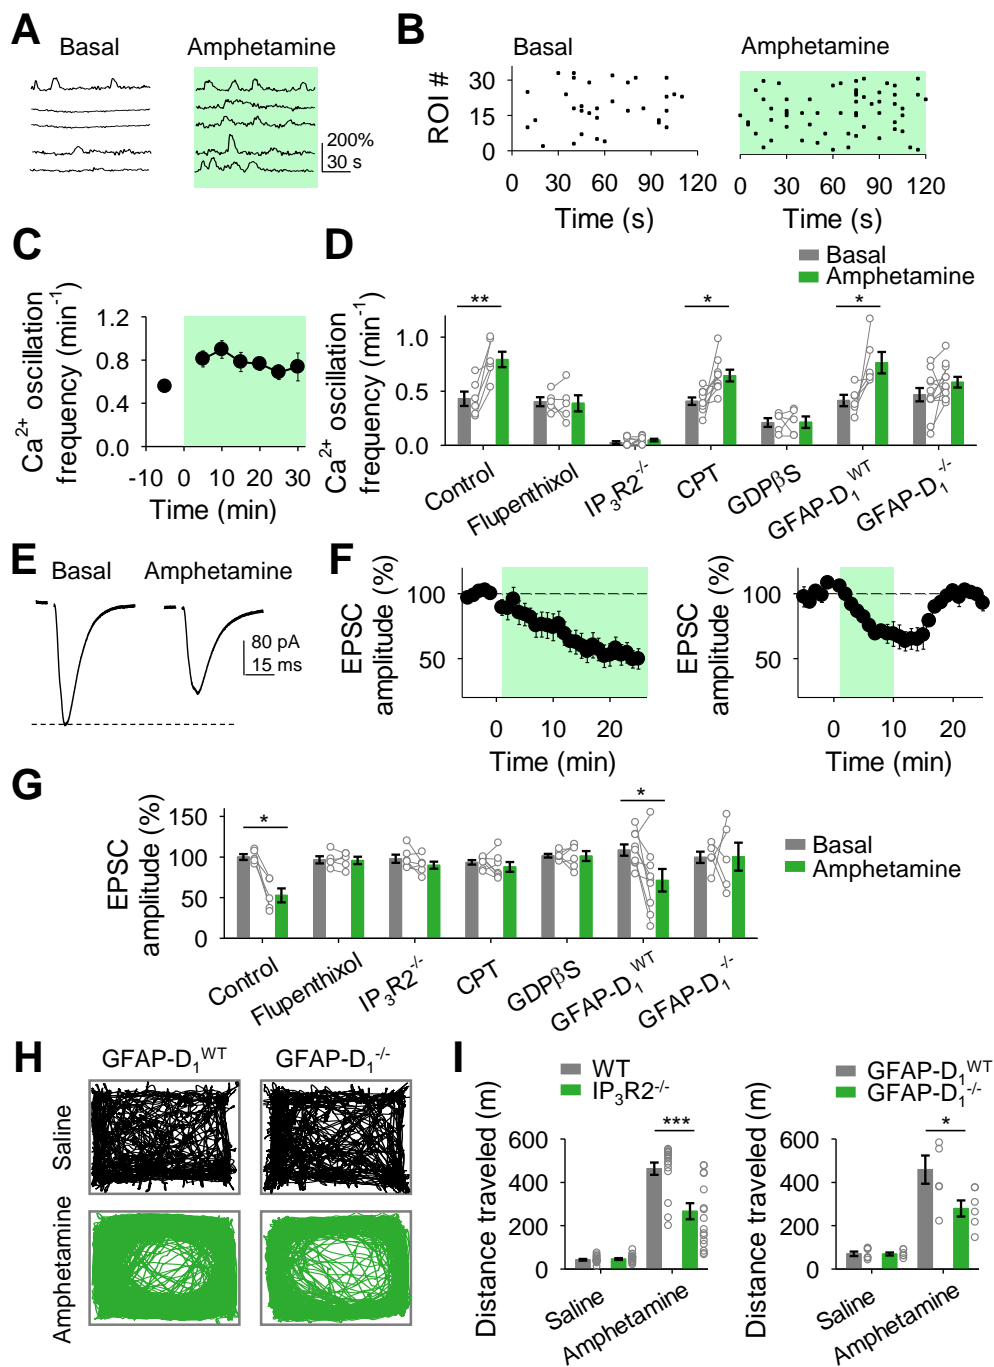 A
Basal
Amphetamine
200%
30 s
B
Basal
Amphetamine
ROI #
30
15
0
0 30 60 90 120
Time (s)
0 30 60 90 120
Time (s)
C
Ca²⁺ oscillation
frequency (min⁻¹)
1.2
0.8
0.4
0.0
-10 0 10 20 30
Time (min)
D
Basal
Amphetamine
Ca²⁺ oscillation
frequency (min⁻¹)
1.0
0.5
0.0
**
*
*
Control
Flupenthixol
IP₃R2⁻/⁻
CPT
GDPβS
GFAP-D₁ᵂᵀ
GFAP-D₁⁻/⁻
E
Basal
Amphetamine
80 pA
15 ms
F
EPSC
amplitude (%)
100
50
0 20
Time (min)
EPSC
amplitude (%)
100
50
0 10 20
Time (min)
G
EPSC
amplitude (%)
150
100
50
0
*
*
Basal
Amphetamine
Control
Flupenthixol
IP₃R2⁻/⁻
CPT
GDPβS
GFAP-D₁ᵂᵀ
GFAP-D₁⁻/⁻
H
GFAP-D₁ᵂᵀ
GFAP-D₁⁻/⁻
Saline
Amphetamine
I
WT
IP₃R2⁻/⁻
Distance traveled (m)
600
400
200
0
***
Saline
Amphetamine
GFAP-D₁ᵂᵀ
GFAP-D₁⁻/⁻
Distance traveled (m)
600
400
200
0
*
Saline
Amphetamine